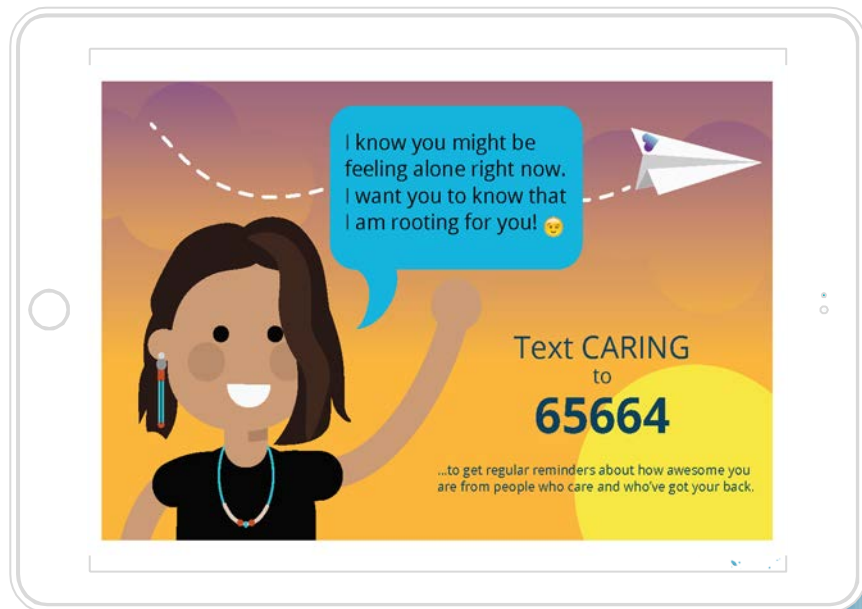 I know you might be
feeling alone right now.
I want you to know that
I am rooting for you!
Text CARING
to
65664
...to get regular reminders about how awesome you
are from people who care and who've got your back.